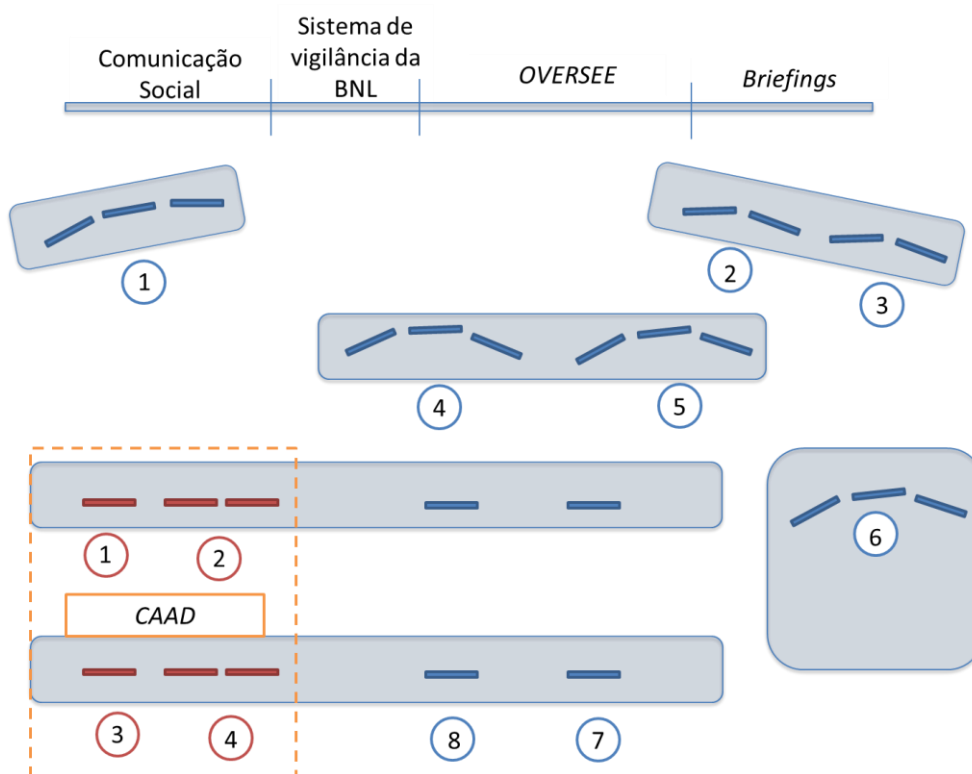 Comunicação
Social
Sistema de
vigilância da
BNL
OVERSEE
Briefings
1
2
3
4
5
1
2
6
CAAD
3
4
8
7